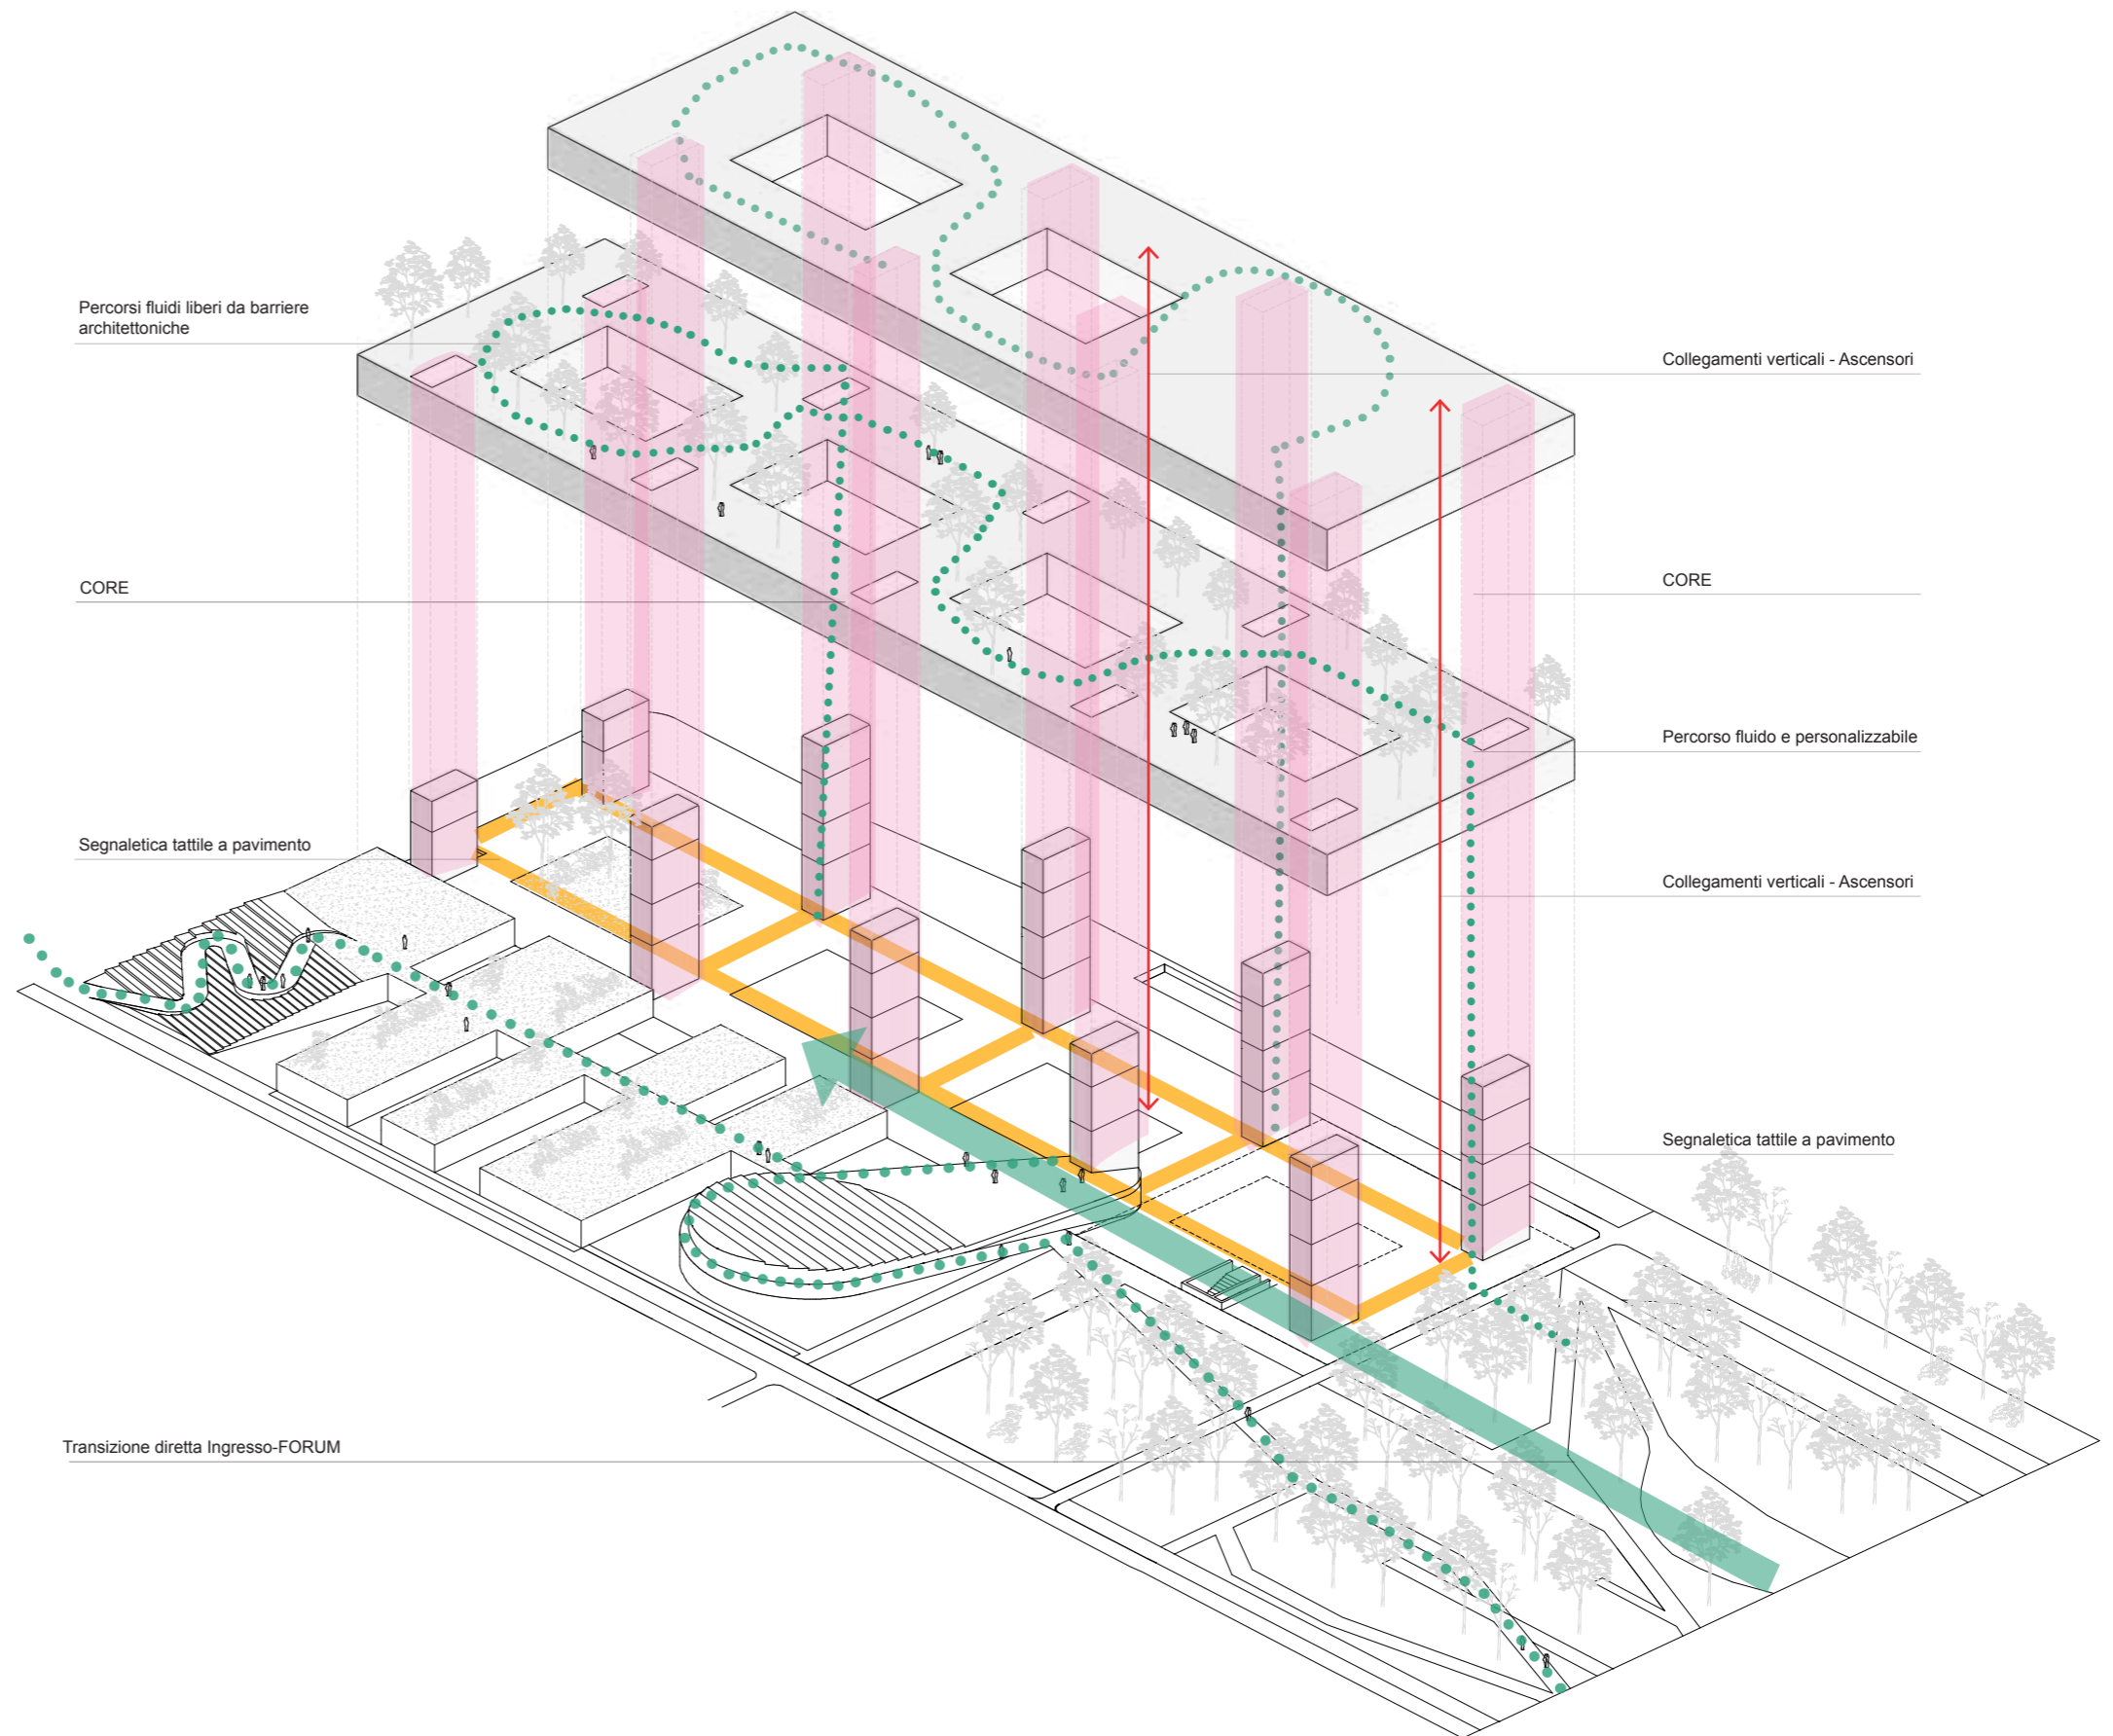 Percorsi fluidi liberi da barriere
architettoniche
Collegamenti verticali - Ascensori
CORE
CORE
Percorso fluido e personalizzabile
Segnaletica tattile a pavimento
Collegamenti verticali - Ascensori
Segnaletica tattile a pavimento
Transizione diretta Ingresso-FORUM